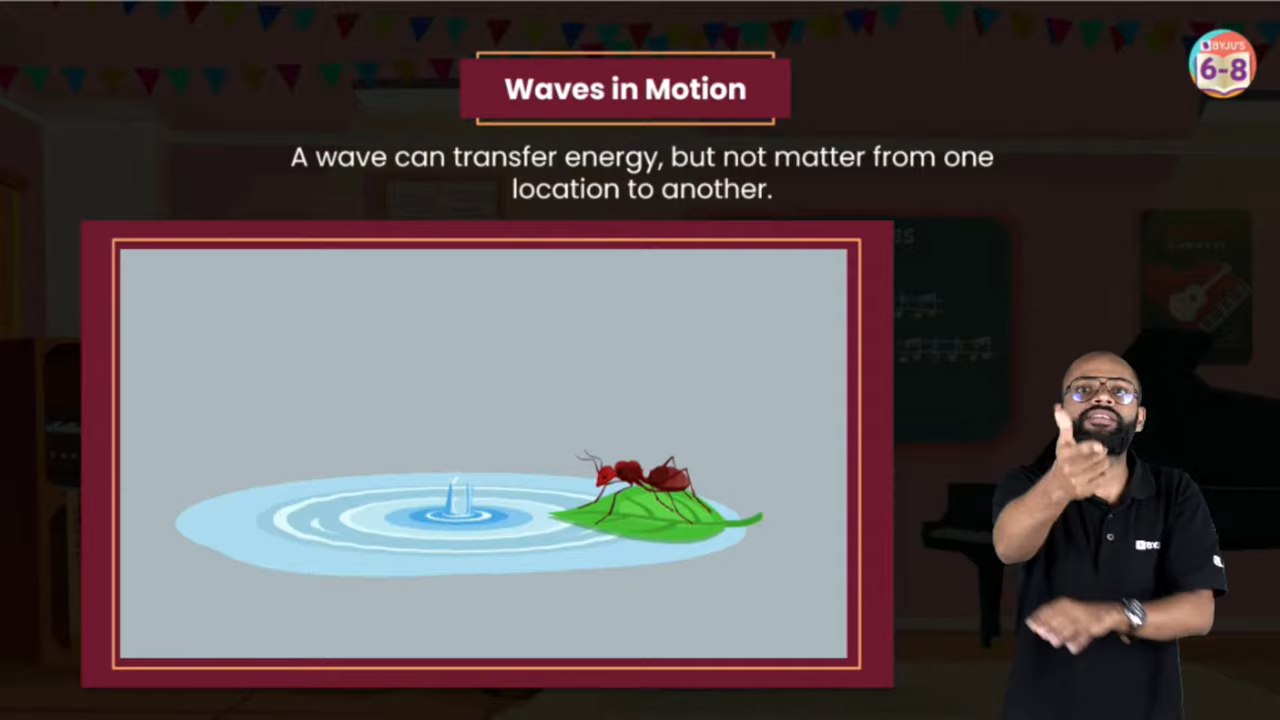 BYJU'S
6-8
Waves in Motion
A wave can transfer energy, but not matter from one
location to another.